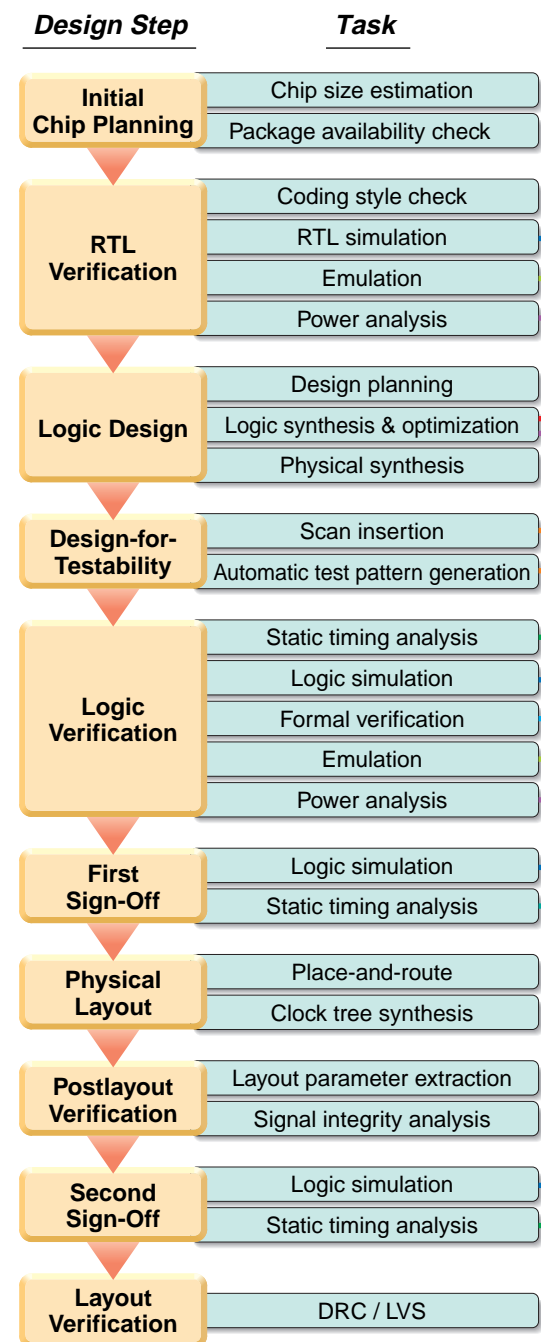 Design Step
Task
Initial
Chip Planning
Chip size estimation
Package availability check
RTL
Verification
Coding style check
RTL simulation
Emulation
Power analysis
Logic Design
Design planning
Logic synthesis & optimization
Physical synthesis
Design-for-
Testability
Scan insertion
Automatic test pattern generation
Logic
Verification
Static timing analysis
Logic simulation
Formal verification
Emulation
Power analysis
First
Sign-Off
Logic simulation
Static timing analysis
Physical
Layout
Place-and-route
Clock tree synthesis
Postlayout
Verification
Layout parameter extraction
Signal integrity analysis
Second
Sign-Off
Logic simulation
Static timing analysis
Layout
Verification
DRC / LVS